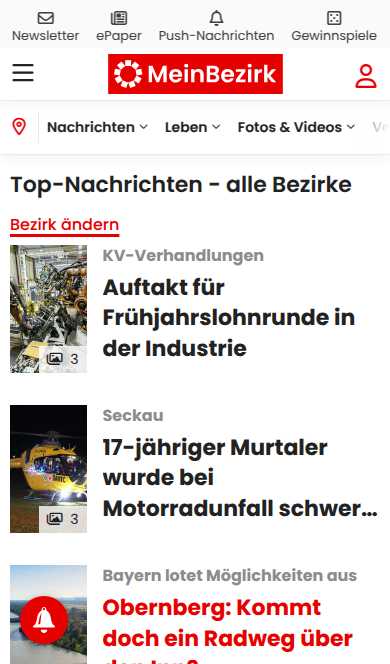 Newsletter ePaper Push-Nachrichten Gewinnspiele
MeinBezirk
Nachrichten Leben Fotos & Videos
Top-Nachrichten - alle Bezirke
Bezirk ändern
KV-Verhandlungen
Auftakt für
Frühjahrslohnrunde in
der Industrie
3
Seckau
17-jähriger Murtaler
wurde bei
Motorradunfall schwer...
3
Bayern lotet Möglichkeiten aus
Obernberg: Kommt
doch ein Radweg über